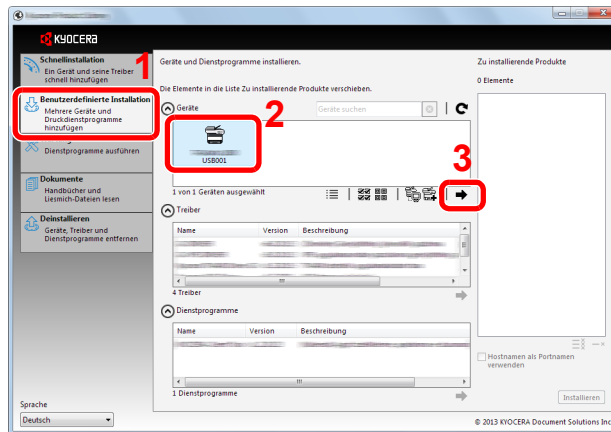 KYOCERA
Schnellinstallation
Ein Gerät und seine Treiber
schnell hinzufügen
1
Benutzerdefinierte Installation
Mehrere Geräte und
Druckdienstprogramme
hinzufügen
Dienstprogramme ausführen
Dokumente
Handbücher und
Liesmich-Dateien lesen
Deinstallieren
Geräte, Treiber und
Dienstprogramme entfernen
Sprache
Deutsch
Geräte und Dienstprogramme installieren.
Die Elemente in die Liste Zu installierende Produkte verschieben.
Geräte
Geräte suchen
2
USB001
3
1 von 1 Geräten ausgewählt
Treiber
Name Version Beschreibung
4 Treiber
Dienstprogramme
Name Version Beschreibung
1 Dienstprogramme
Zu installierende Produkte
0 Elemente
Hostnamen als Portnamen
verwenden
Installieren
© 2013 KYOCERA Document Solutions Inc